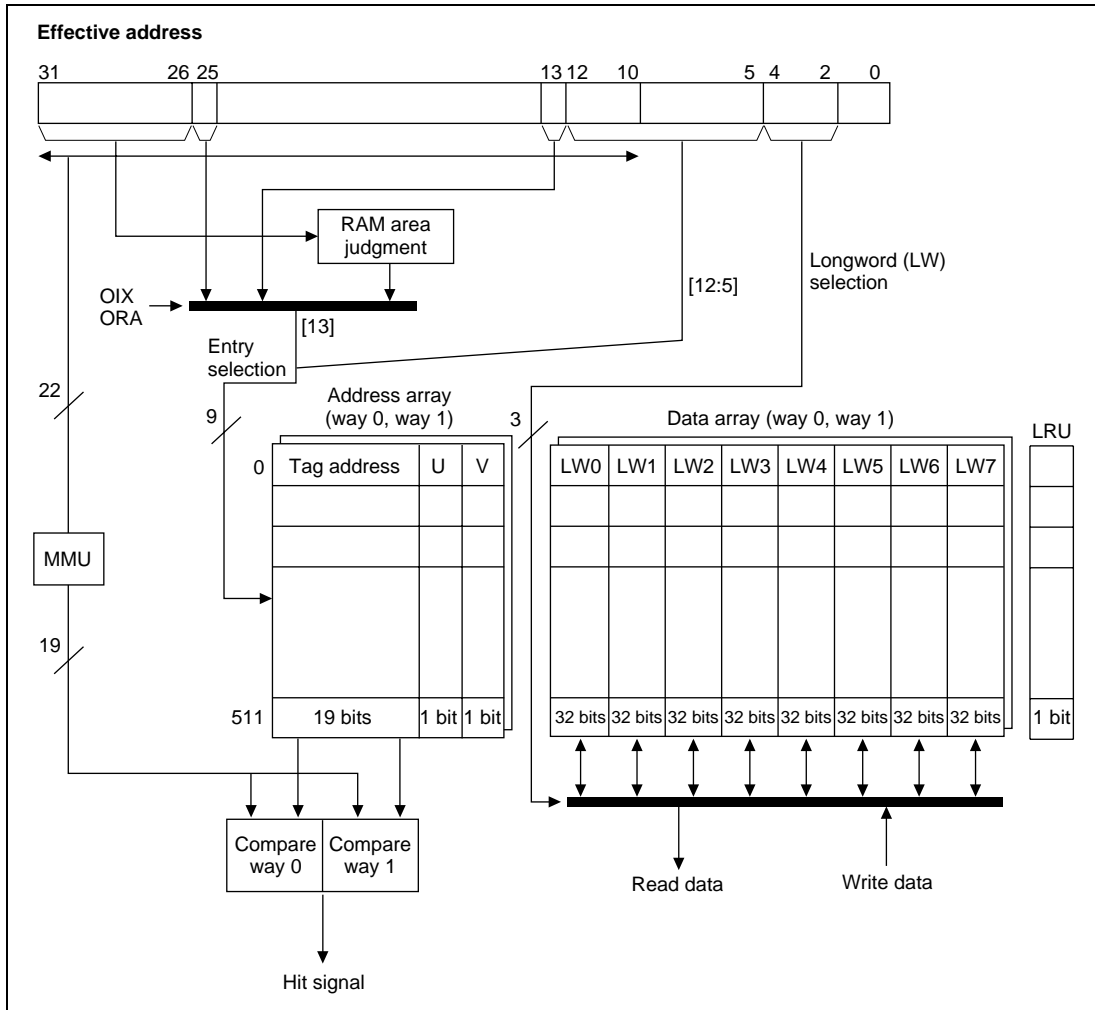 Effective address
31 26 25 13 12 10 5 4 2 0
RAM area
judgment
Longword (LW)
selection
OIX
ORA
[12:5]
[13]
Entry
selection
22
9
Address array
(way 0, way 1)
3
Data array (way 0, way 1)
LRU
0 Tag address U V
LW0 LW1 LW2 LW3 LW4 LW5 LW6 LW7
MMU
19
511 19 bits 1 bit 1 bit
32 bits 32 bits 32 bits 32 bits 32 bits 32 bits 32 bits 32 bits
1 bit
Compare
way 0
Compare
way 1
Read data
Write data
Hit signal